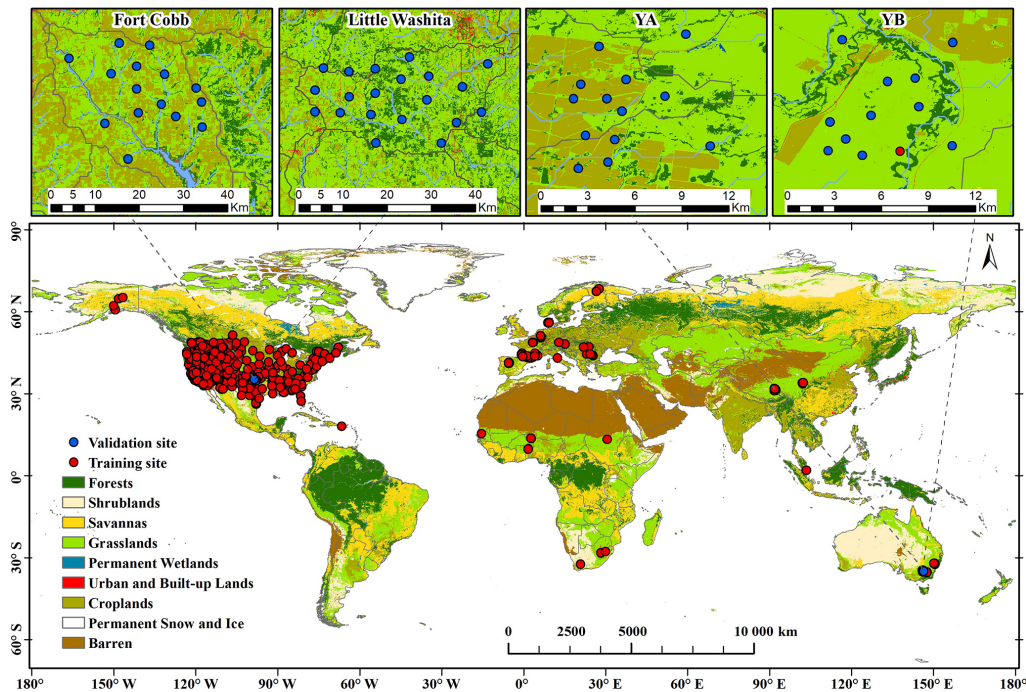 Fort Cobb
Little Washita
YA
YB
0 10 20 30 40
Km
0 10 20 30 40
Km
0 3 6 9 12
Km
0 3 6 9 12
Km
90°N
60°N
30°N
0°
30°S
60°S
N
Validation site
Training site
Forests
Shrublands
Savannas
Grasslands
Permanent Wetlands
Urban and Built-up Lands
Croplands
Permanent Snow and Ice
Barren
0 2500 5000 10 000 km
180° 150° W 120° W 90° W 60° W 30° W 0° 30° E 60° E 90° E 120° E 150° E 180°